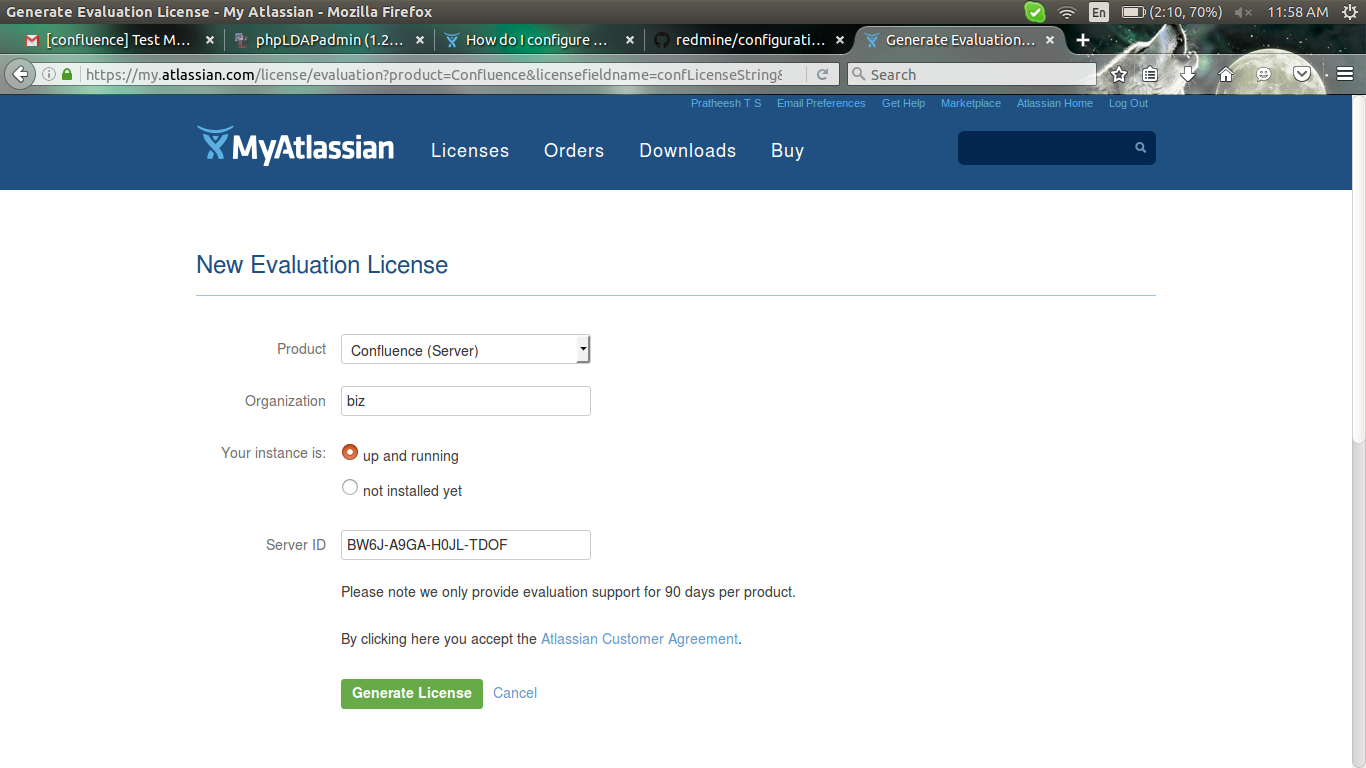 Generate Evaluation License - My Atlassian - Mozilla Firefox
En
(2:10, 70%)
11:58 AM
[confluence] Test M... ×
phpLDAPadmin (1.2... ×
How do I configure ... ×
redmine/configurati... ×
Generate Evaluation... ×
https://my.atlassian.com/license/evaluation?product=Confluence&licensefieldname=confLicenseString&
Search
Pratheesh T S Email Preferences Get Help Marketplace Atlassian Home Log Out
MyAtlassian Licenses Orders Downloads Buy
New Evaluation License
Product Confluence (Server)
Organization biz
Your instance is: up and running
not installed yet
Server ID BW6J-A9GA-H0JL-TDOF
Please note we only provide evaluation support for 90 days per product.
By clicking here you accept the Atlassian Customer Agreement.
Generate License Cancel